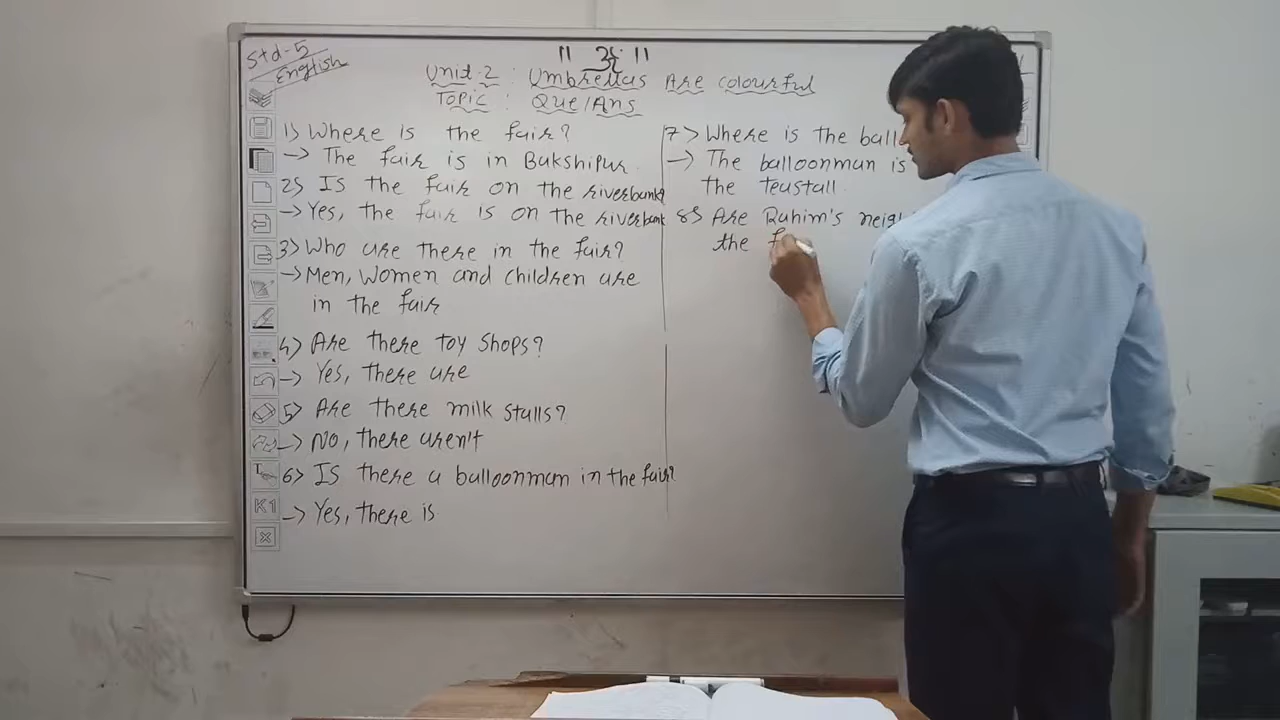 Std-5
English
" ૐ "
Unit-2 : Umbrellas Are colourful
Topic : Que/Ans
1) Where is the fair?
→ The fair is in Bakshipur.
2) Is the fair on the riverbank?
→ Yes, the fair is on the riverbank
3) Who are there in the fair?
→ Men, Women and children are
in the fair
4) Are there toy shops?
→ Yes, there are
5) Are there milk stalls?
→ No, there aren't
6) Is there a balloonman in the fair?
→ Yes, there is
7) Where is the
→ The balloonman is
the teastall.
8) Are Rahim's
the
K1